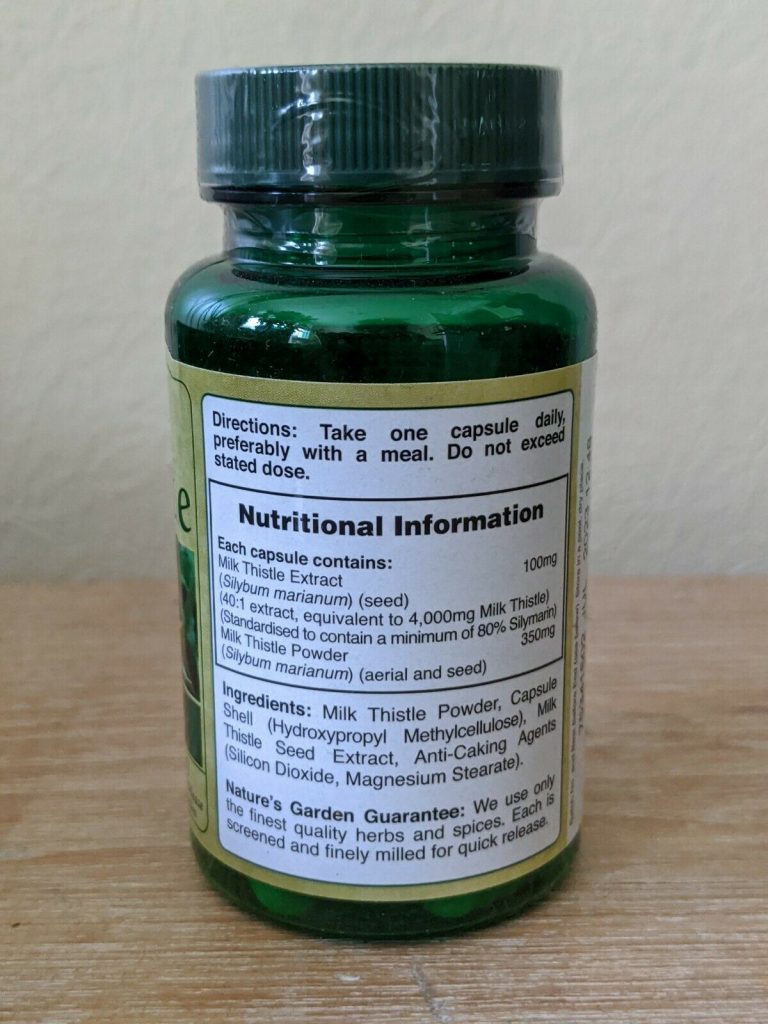 Directions: Take one capsule daily,
preferably with a meal. Do not exceed
stated dose.
Nutritional Information
Each capsule contains:
Milk Thistle Extract 100mg
(Silybum marianum) (seed)
(40:1 extract, equivalent to 4,000mg Milk Thistle)
(Standardised to contain a minimum of 80% Silymarin)
Milk Thistle Powder 350mg
(Silybum marianum) (aerial and seed)
Ingredients: Milk Thistle Powder, Capsule
Shell (Hydroxypropyl Methylcellulose), Milk
Thistle Seed Extract, Anti-Caking Agents
(Silicon Dioxide, Magnesium Stearate).
Nature's Garden Guarantee: We use only
the finest quality herbs and spices. Each is
screened and finely milled for quick release.